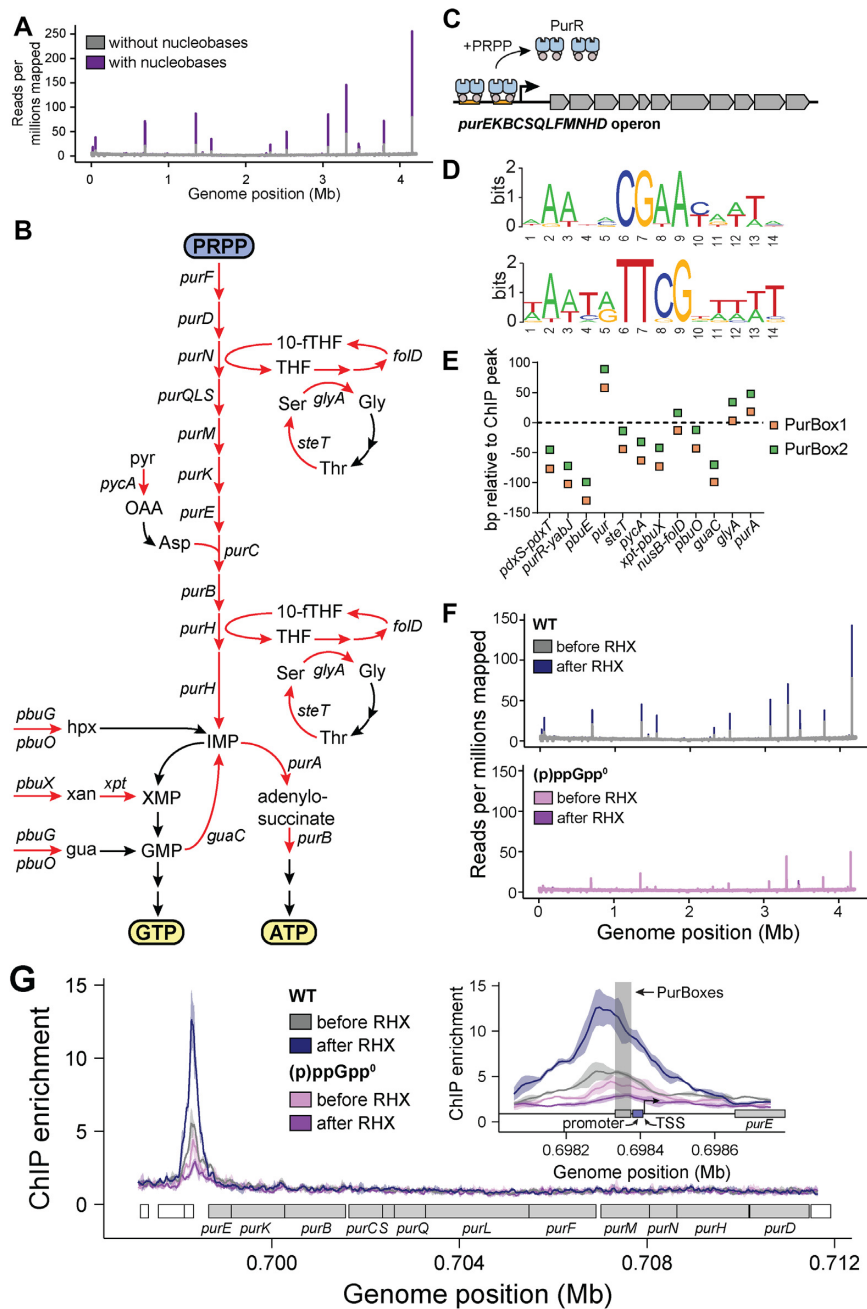 A
Reads per
millions mapped
250
200
150
100
50
0
without nucleobases
with nucleobases
0
1
2
3
4
Genome position (Mb)
B
PRPP
purF
purD
purN
10-fTHF
THF
folD
purQLS
Ser
glyA
Gly
steT
Thr
purM
pyr
pycA
OAA
Asp
purK
purE
purC
purB
purH
10-fTHF
THF
folD
Ser
glyA
Gly
steT
Thr
purH
pbuG
pbuO
hpx
IMP
purA
pbuX
xpt
xan
XMP
adenylo-
succinate
purB
pbuG
pbuO
gua
GMP
guaC
GTP
ATP
C
PurR
+PRPP
purEKBCSQLFMNHD operon
D
bits
2
1
0
AA CGAA
1 2 3 4 5 6 7 8 9 10 11 12 13 14
bits
2
1
0
AAT TTCG TTTT
1 2 3 4 5 6 7 8 9 10 11 12 13 14
E
bp relative to ChIP peak
100
50
0
-50
-100
-150
PurBox1
PurBox2
pdxS-pdxT
purR-yabJ
pbuE
pur
steT
pycA
xpt-pbuX
nusB-folD
pbuO
guaC
glyA
purA
F
Reads per millions mapped
150
100
50
0
WT
before RHX
after RHX
150
100
50
0
(p)ppGpp⁰
before RHX
after RHX
0
1
2
3
4
Genome position (Mb)
G
ChIP enrichment
15
10
5
0
WT
before RHX
after RHX
(p)ppGpp⁰
before RHX
after RHX
ChIP enrichment
15
10
5
0
PurBoxes
promoter
TSS
purE
0.6982
0.6984
0.6986
Genome position (Mb)
purE
purK
purB
purCS
purQ
purL
purF
purM
purN
purH
purD
0.700
0.704
0.708
0.712
Genome position (Mb)